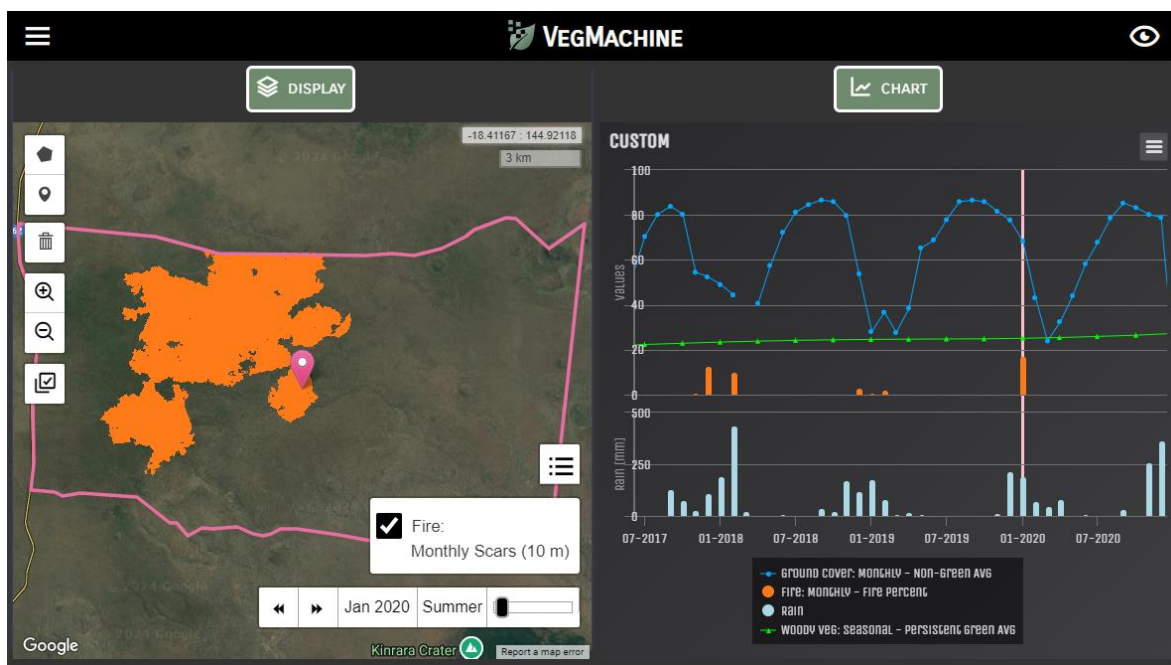 VEGMACHINE
DISPLAY
CHART
-18.41167 : 144.92118
3 km
CUSTOM
100
80
60
40
20
0
Values
500
250
0
Rain (mm)
07-2017 01-2018 07-2018 01-2019 07-2019 01-2020 07-2020
Ground Cover: Monthly - Non-Green AVG
Fire: Monthly - Fire Percent
Rain
Woody Veg: Seasonal - Persistent Green AVG
Fire:
Monthly Scars (10 m)
Jan 2020 Summer
Google
Kinrara Crater
Report a map error